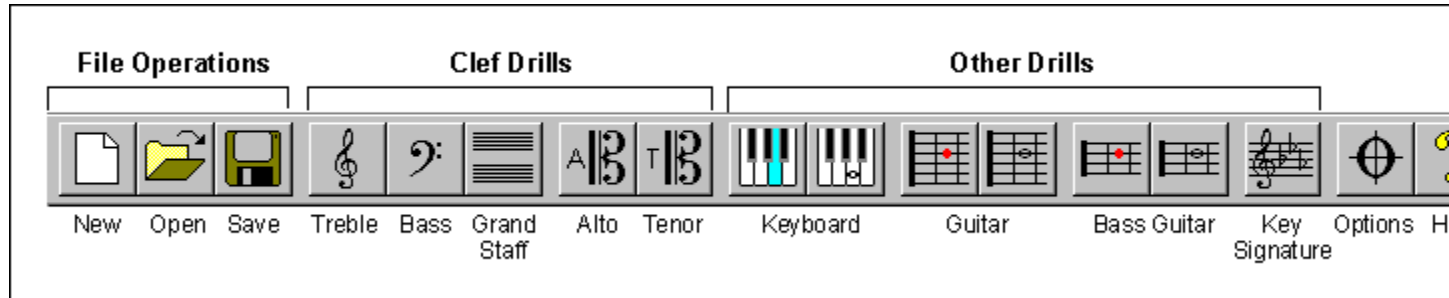 File Operations Clef Drills Other Drills
A T
New Open Save Treble Bass Grand Staff Alto Tenor Keyboard Guitar Bass Guitar Key Signature Options H